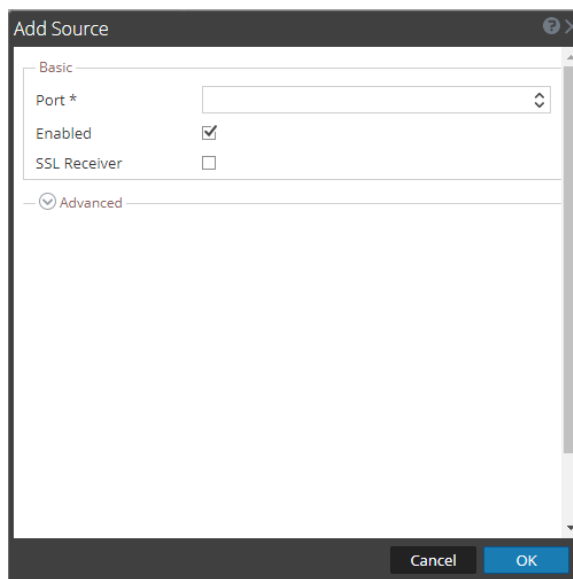 Add Source
Basic
Port *
Enabled
SSL Receiver
Advanced
Cancel OK